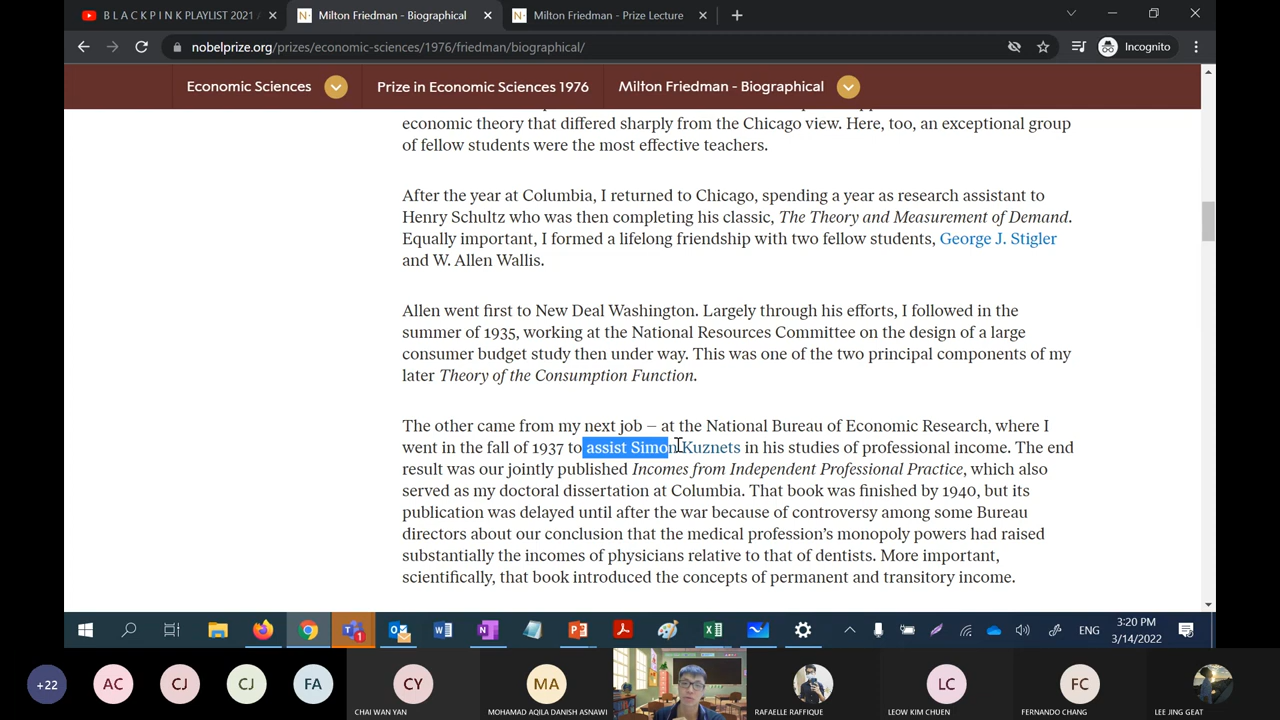 B L A C K P I N K PLAYLIST 2021
Milton Friedman - Biographical
Milton Friedman - Prize Lecture
nobelprize.org/prizes/economic-sciences/1976/friedman/biographical/
Incognito
Economic Sciences
Prize in Economic Sciences 1976
Milton Friedman - Biographical
economic theory that differed sharply from the Chicago view. Here, too, an exceptional group
of fellow students were the most effective teachers.
After the year at Columbia, I returned to Chicago, spending a year as research assistant to
Henry Schultz who was then completing his classic, The Theory and Measurement of Demand.
Equally important, I formed a lifelong friendship with two fellow students, George J. Stigler
and W. Allen Wallis.
Allen went first to New Deal Washington. Largely through his efforts, I followed in the
summer of 1935, working at the National Resources Committee on the design of a large
consumer budget study then under way. This was one of the two principal components of my
later Theory of the Consumption Function.
The other came from my next job – at the National Bureau of Economic Research, where I
went in the fall of 1937 to assist Simon Kuznets in his studies of professional income. The end
result was our jointly published Incomes from Independent Professional Practice, which also
served as my doctoral dissertation at Columbia. That book was finished by 1940, but its
publication was delayed until after the war because of controversy among some Bureau
directors about our conclusion that the medical profession's monopoly powers had raised
substantially the incomes of physicians relative to that of dentists. More important,
scientifically, that book introduced the concepts of permanent and transitory income.
ENG
3:20 PM
3/14/2022
+22
AC
CJ
CJ
FA
CY
MA
LC
FC
CHAI WAN YAN
MOHAMAD AQILA DANISH ASNAWI
RAFAELLE RAFFIQUE
LEOW KIM CHUEN
FERNANDO CHANG
LEE JING GEAT